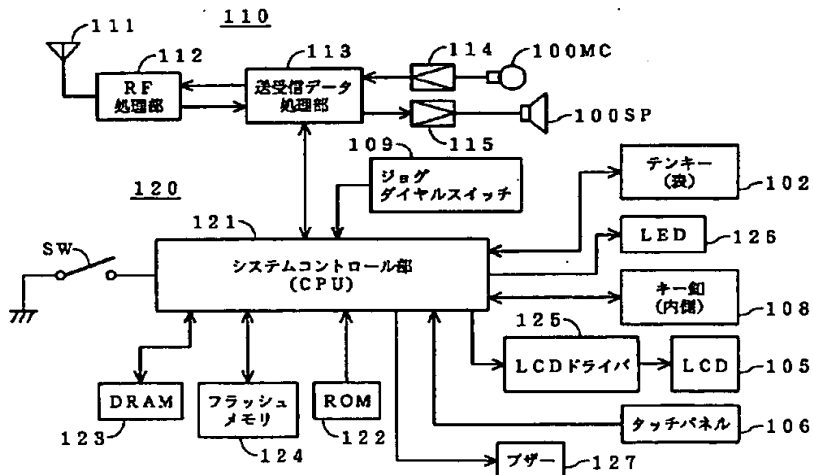 110
111
112
RF
処理部
113
送受信データ
処理部
114
100MC
115
100SP
109
ジョグ
ダイヤルスイッチ
120
121
システムコントロール部
(CPU)
SW
テンキー
(表)
102
LED
126
キー釦
(内側)
108
125
LCDドライバ
LCD
105
DRAM
123
フラッシュ
メモリ
124
ROM
122
タッチパネル
106
ブザー
127